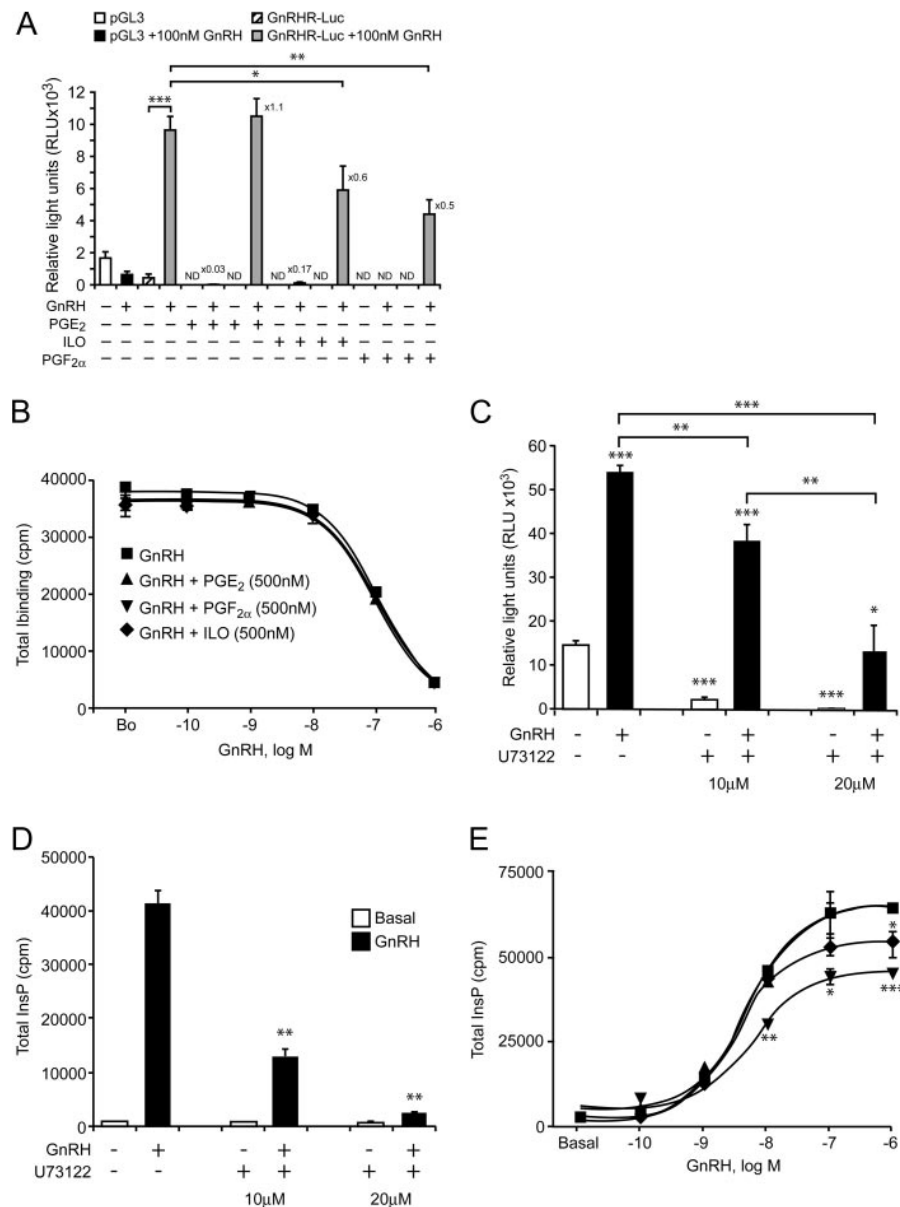 A
pGL3
GnRHR-Luc
pGL3 +100nM GnRH
GnRHR-Luc +100nM GnRH
**
*
***
x1.1
x0.6
x0.5
ND x0.03 ND
ND x0.17 ND
ND ND ND
Relative light units (RLUx10³)
12
10
8
6
4
2
0
GnRH − + − + − + − + − + − + − + − +
PGE₂ − − − − + + + + − − − − − − − −
ILO − − − − − − − − + + + + − − − −
PGF₂α − − − − − − − − − − − − + + + +
B
Total Ibinding (cpm)
40000
30000
20000
10000
0
GnRH
GnRH + PGE₂ (500nM)
GnRH + PGF₂α (500nM)
GnRH + ILO (500nM)
Bo -10 -9 -8 -7 -6
GnRH, log M
C
***
**
**
***
***
*
***
***
Relative light units (RLU x10³)
60
50
40
30
20
10
0
GnRH - + - + - +
U73122 - - + + + +
10µM 20µM
D
Total InsP (cpm)
50000
40000
30000
20000
10000
0
Basal
GnRH
**
**
GnRH - + - + - +
U73122 - - + + + +
10µM 20µM
E
Total InsP (cpm)
75000
50000
25000
0
*
*
***
**
Basal -10 -9 -8 -7 -6
GnRH, log M